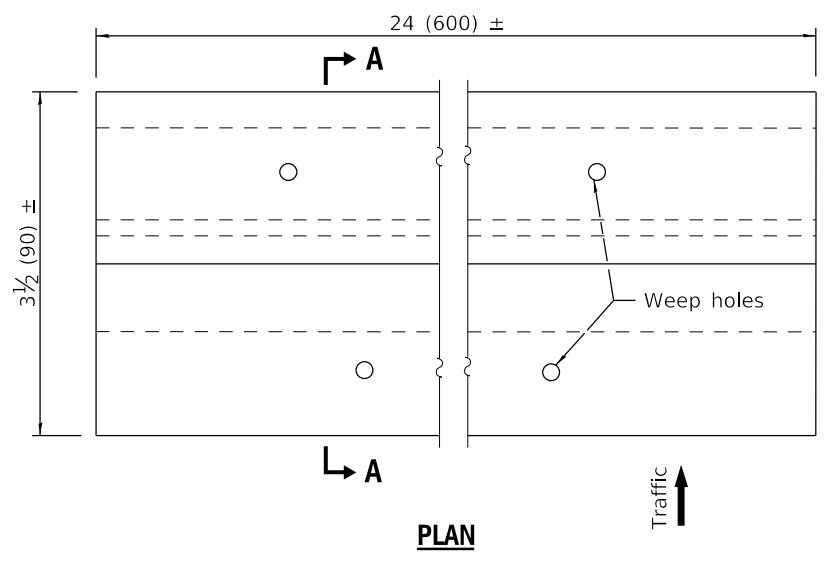 24 (600) ±
A
3½ (90) ±
Weep holes
A
Traffic
PLAN